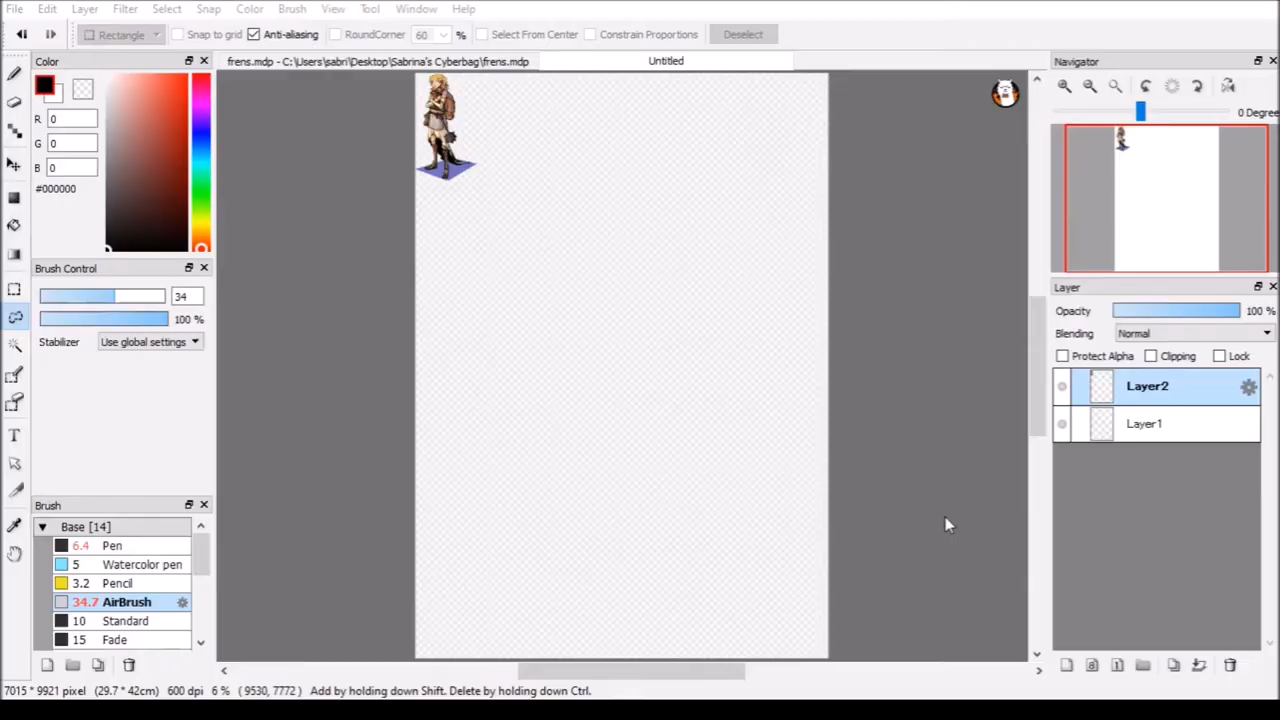 File Edit Layer Filter Select Snap Color Brush View Tool Window Help
Rectangle Snap to grid Anti-aliasing RoundCorner 60 % Select From Center Constrain Proportions Deselect
Color
frens.mdp - C:\Users\sabri\Desktop\Sabrina's Cyberbag\frens.mdp
Untitled
Navigator
R 0
G 0
B 0
#000000
0 Degree
Brush Control
34
100 %
Stabilizer Use global settings
Layer
Opacity 100 %
Blending Normal
Protect Alpha Clipping Lock
Layer2
Layer1
Brush
Base [14]
6.4 Pen
5 Watercolor pen
3.2 Pencil
34.7 AirBrush
10 Standard
15 Fade
7015 * 9921 pixel (29.7 * 42cm) 600 dpi 6 % ( 9530, 7772 ) Add by holding down Shift. Delete by holding down Ctrl.